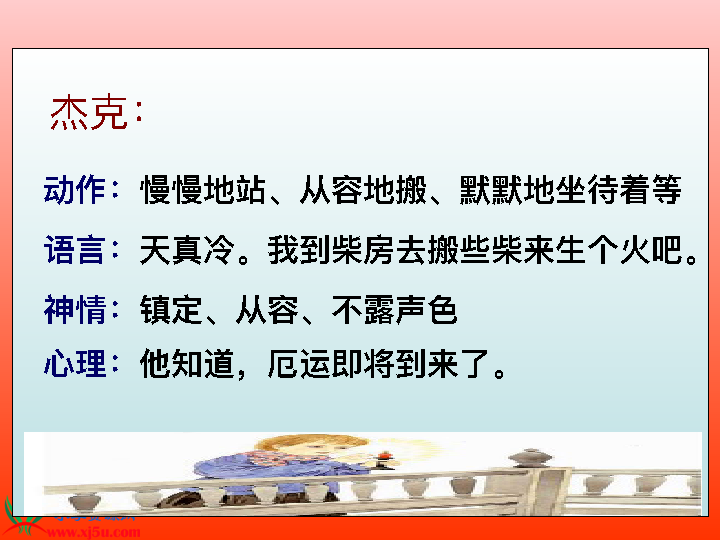 杰克：
动作：慢慢地站、从容地搬、默默地坐待着等
语言：天真冷。我到柴房去搬些柴来生个火吧。
神情：镇定、从容、不露声色
心理：他知道，厄运即将到来了。
www.xj5u.com